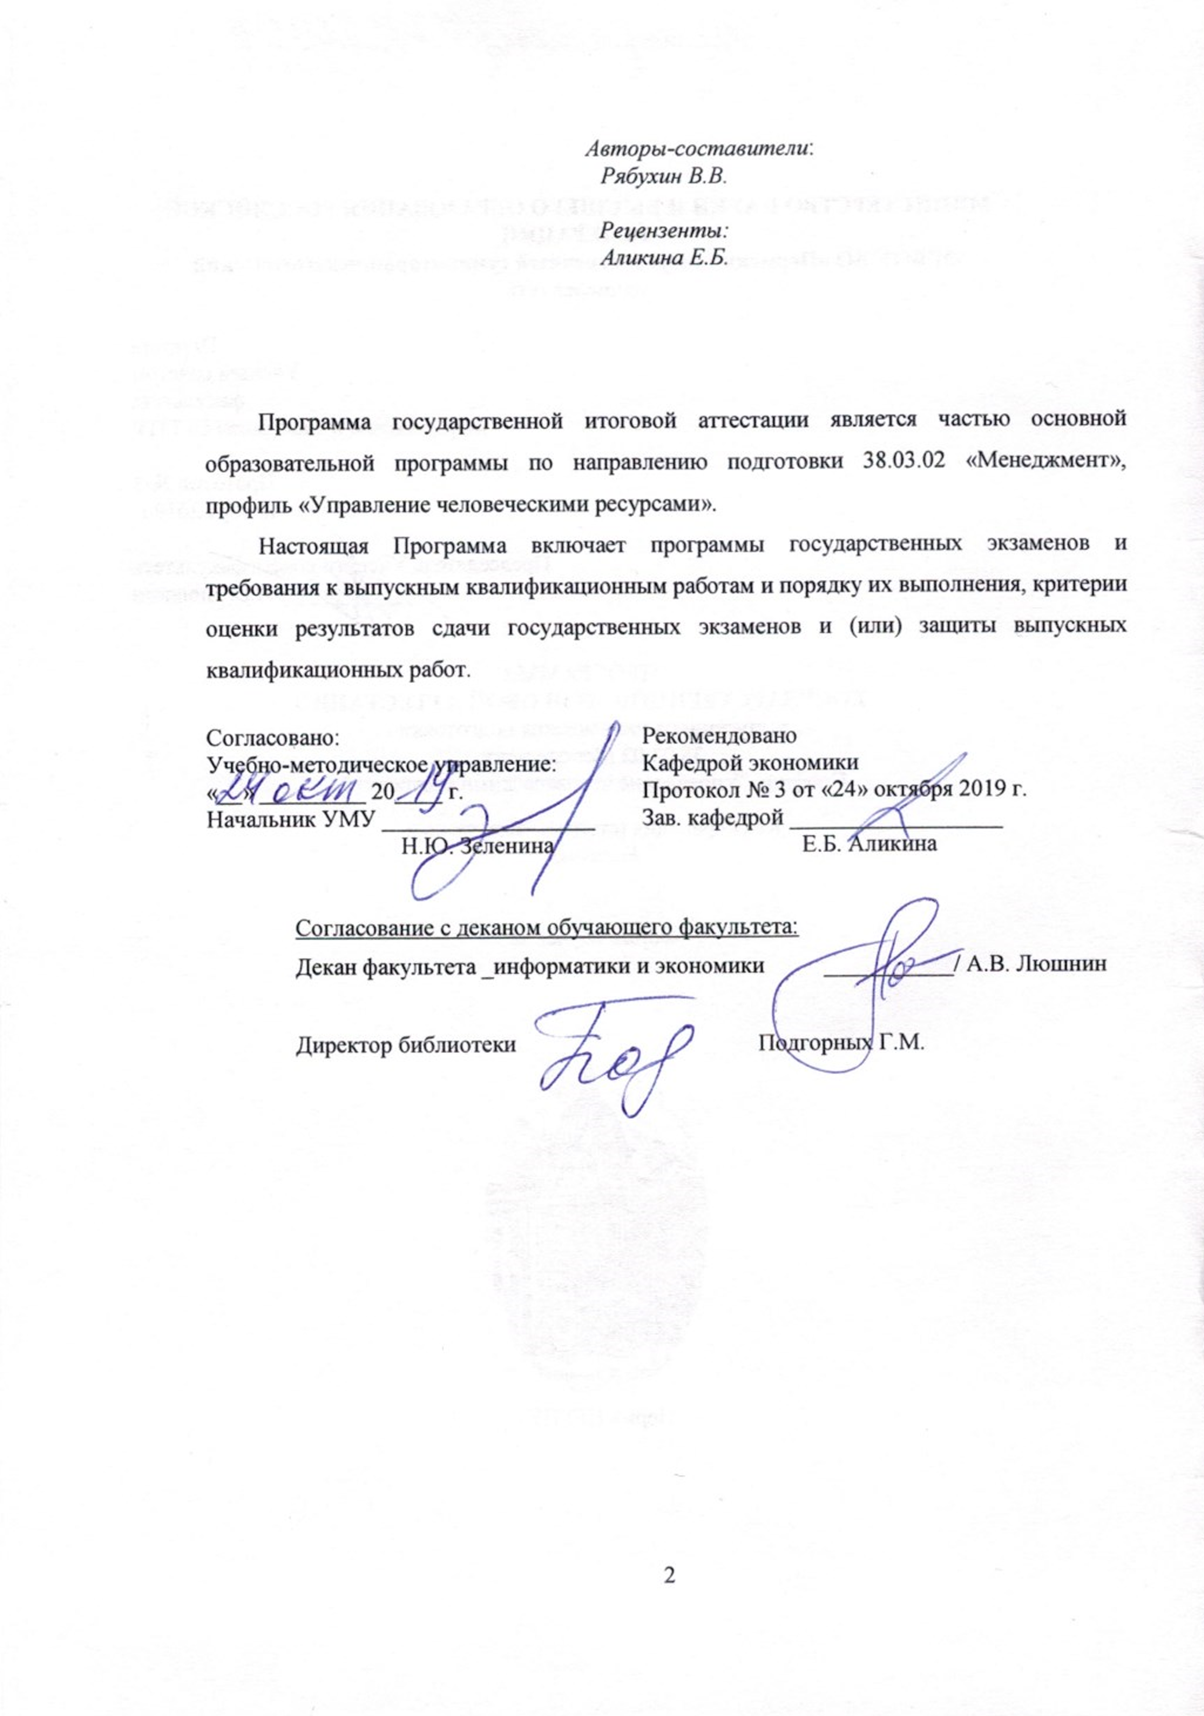 Авторы-составители:
Рябухин В.В.
Рецензенты:
Аликина Е.Б.
Программа государственной итоговой аттестации является частью основной
образовательной программы по направлению подготовки 38.03.02 «Менеджмент»,
профиль «Управление человеческими ресурсами».
Настоящая Программа включает программы государственных экзаменов и
требования к выпускным квалификационным работам и порядку их выполнения, критерии
оценки результатов сдачи государственных экзаменов и (или) защиты выпускных
квалификационных работ.
Согласовано:
Учебно-методическое управление:
«24» окт 2019 г.
Начальник УМУ
Н.Ю. Зеленина
Рекомендовано
Кафедрой экономики
Протокол № 3 от «24» октября 2019 г.
Зав. кафедрой
Е.Б. Аликина
Согласование с деканом обучающего факультета:
Декан факультета _информатики и экономики ___________/ А.В. Люшнин
Директор библиотеки Подгорных Г.М.
2